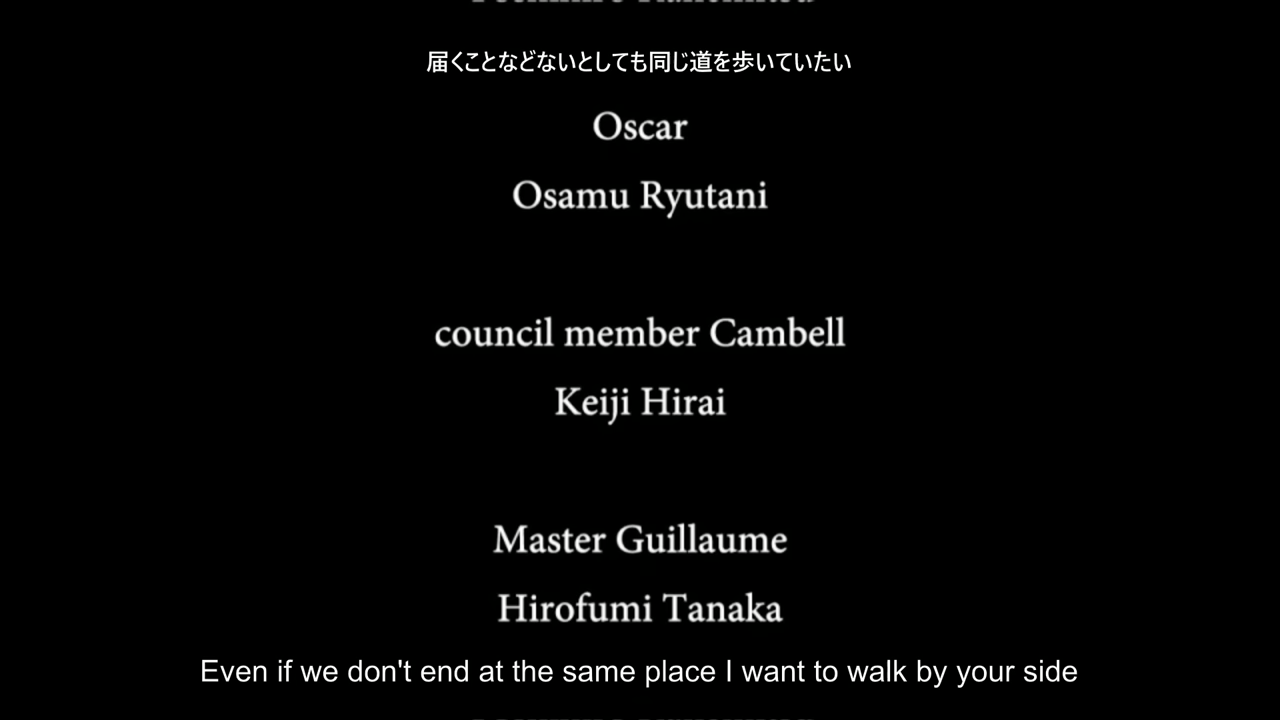 届くことなどないとしても同じ道を歩いていたい
Oscar
Osamu Ryutani
council member Cambell
Keiji Hirai
Master Guillaume
Hirofumi Tanaka
Even if we don't end at the same place I want to walk by your side